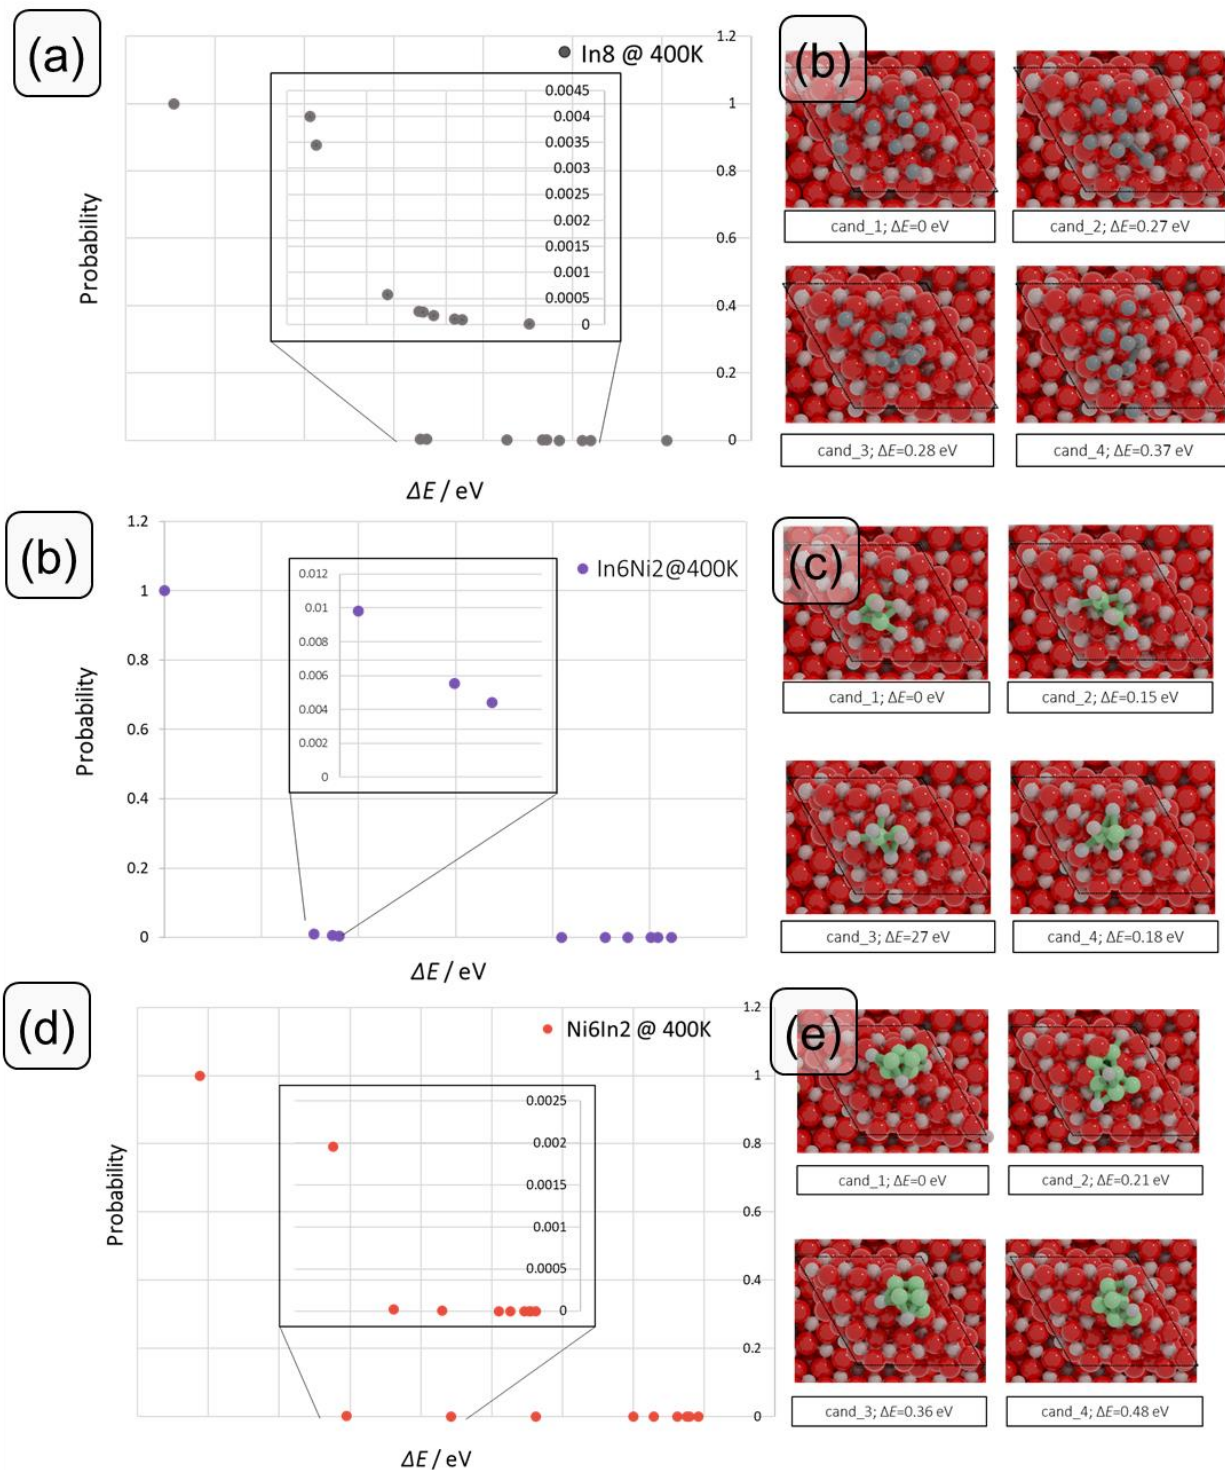 (a)
In8 @ 400K
1.2
1
0.8
0.6
0.4
0.2
0
0.0045
0.004
0.0035
0.003
0.0025
0.002
0.0015
0.001
0.0005
0
Probability
ΔE / eV
(b)
cand_1; ΔE=0 eV
cand_2; ΔE=0.27 eV
cand_3; ΔE=0.28 eV
cand_4; ΔE=0.37 eV
(b)
In6Ni2@400K
1.2
1
0.8
0.6
0.4
0.2
0
0.012
0.01
0.008
0.006
0.004
0.002
0
Probability
ΔE / eV
(c)
cand_1; ΔE=0 eV
cand_2; ΔE=0.15 eV
cand_3; ΔE=27 eV
cand_4; ΔE=0.18 eV
(d)
Ni6In2 @ 400K
1.2
1
0.8
0.6
0.4
0.2
0
0.0025
0.002
0.0015
0.001
0.0005
0
Probability
ΔE / eV
(e)
cand_1; ΔE=0 eV
cand_2; ΔE=0.21 eV
cand_3; ΔE=0.36 eV
cand_4; ΔE=0.48 eV